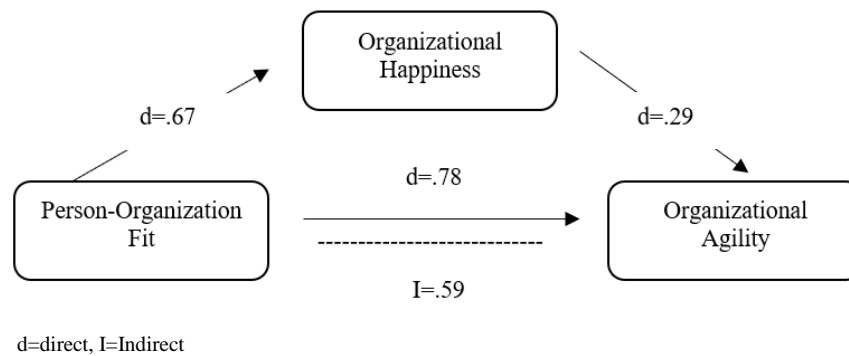 Organizational
Happiness
d=.67
d=.29
d=.78
Person-Organization
Fit
Organizational
Agility
I=.59
d=direct, I=Indirect